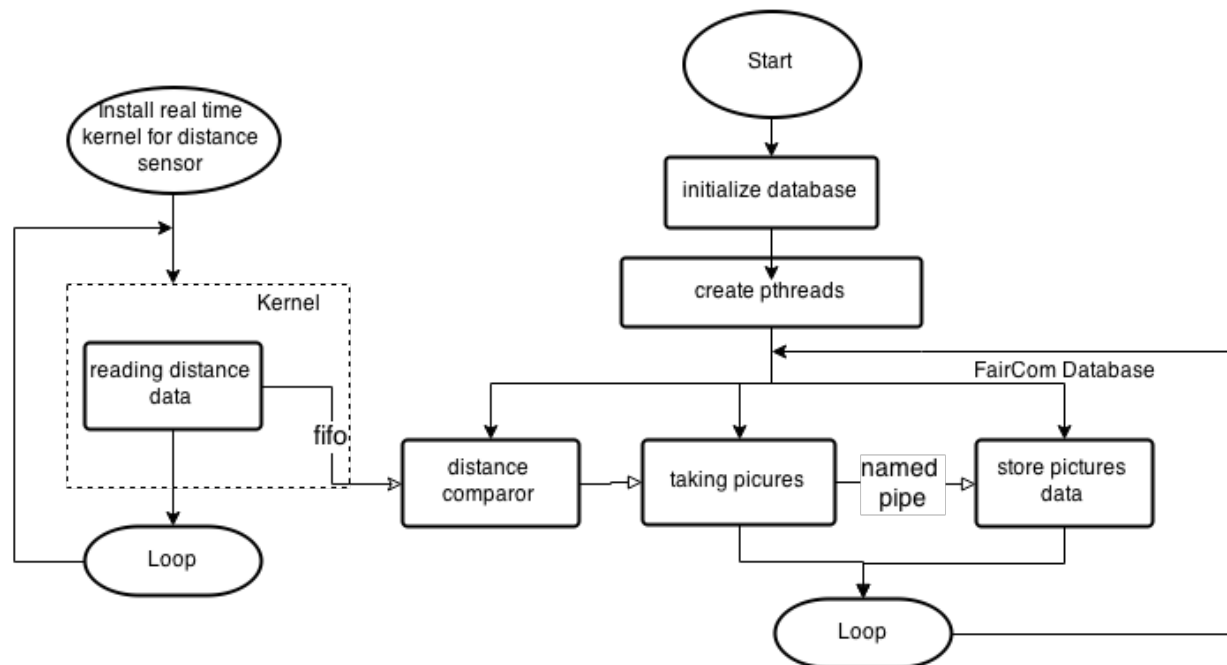 Start
Install real time
kernel for distance
sensor
initialize database
create pthreads
Kernel
reading distance
data
fifo
FairCom Database
distance
comparor
taking picures
named
pipe
store pictures
data
Loop
Loop